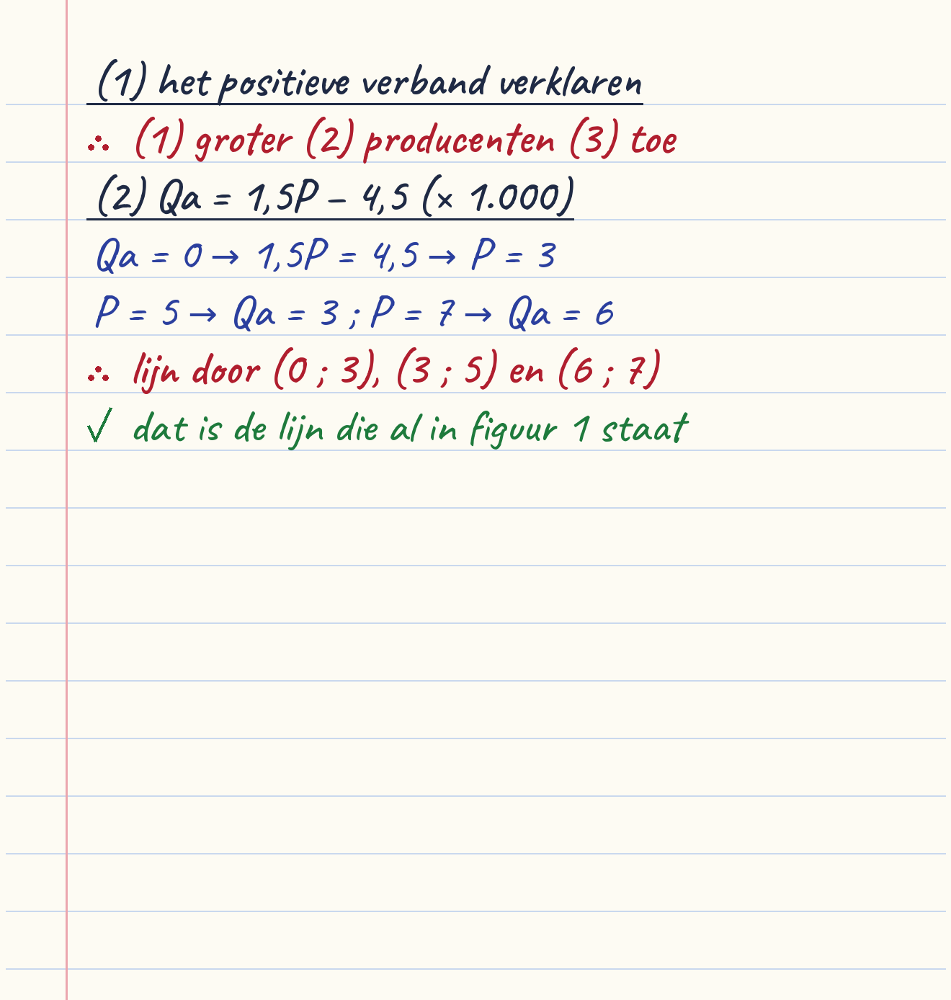 (1) het positieve verband verklaren
∴ (1) groter (2) producenten (3) toe
(2) Qa = 1,5P – 4,5 (× 1.000)
Qa = 0 → 1,5P = 4,5 → P = 3
P = 5 → Qa = 3 ; P = 7 → Qa = 6
∴ lijn door (0 ; 3), (3 ; 5) en (6 ; 7)
✓ dat is de lijn die al in figuur 1 staat